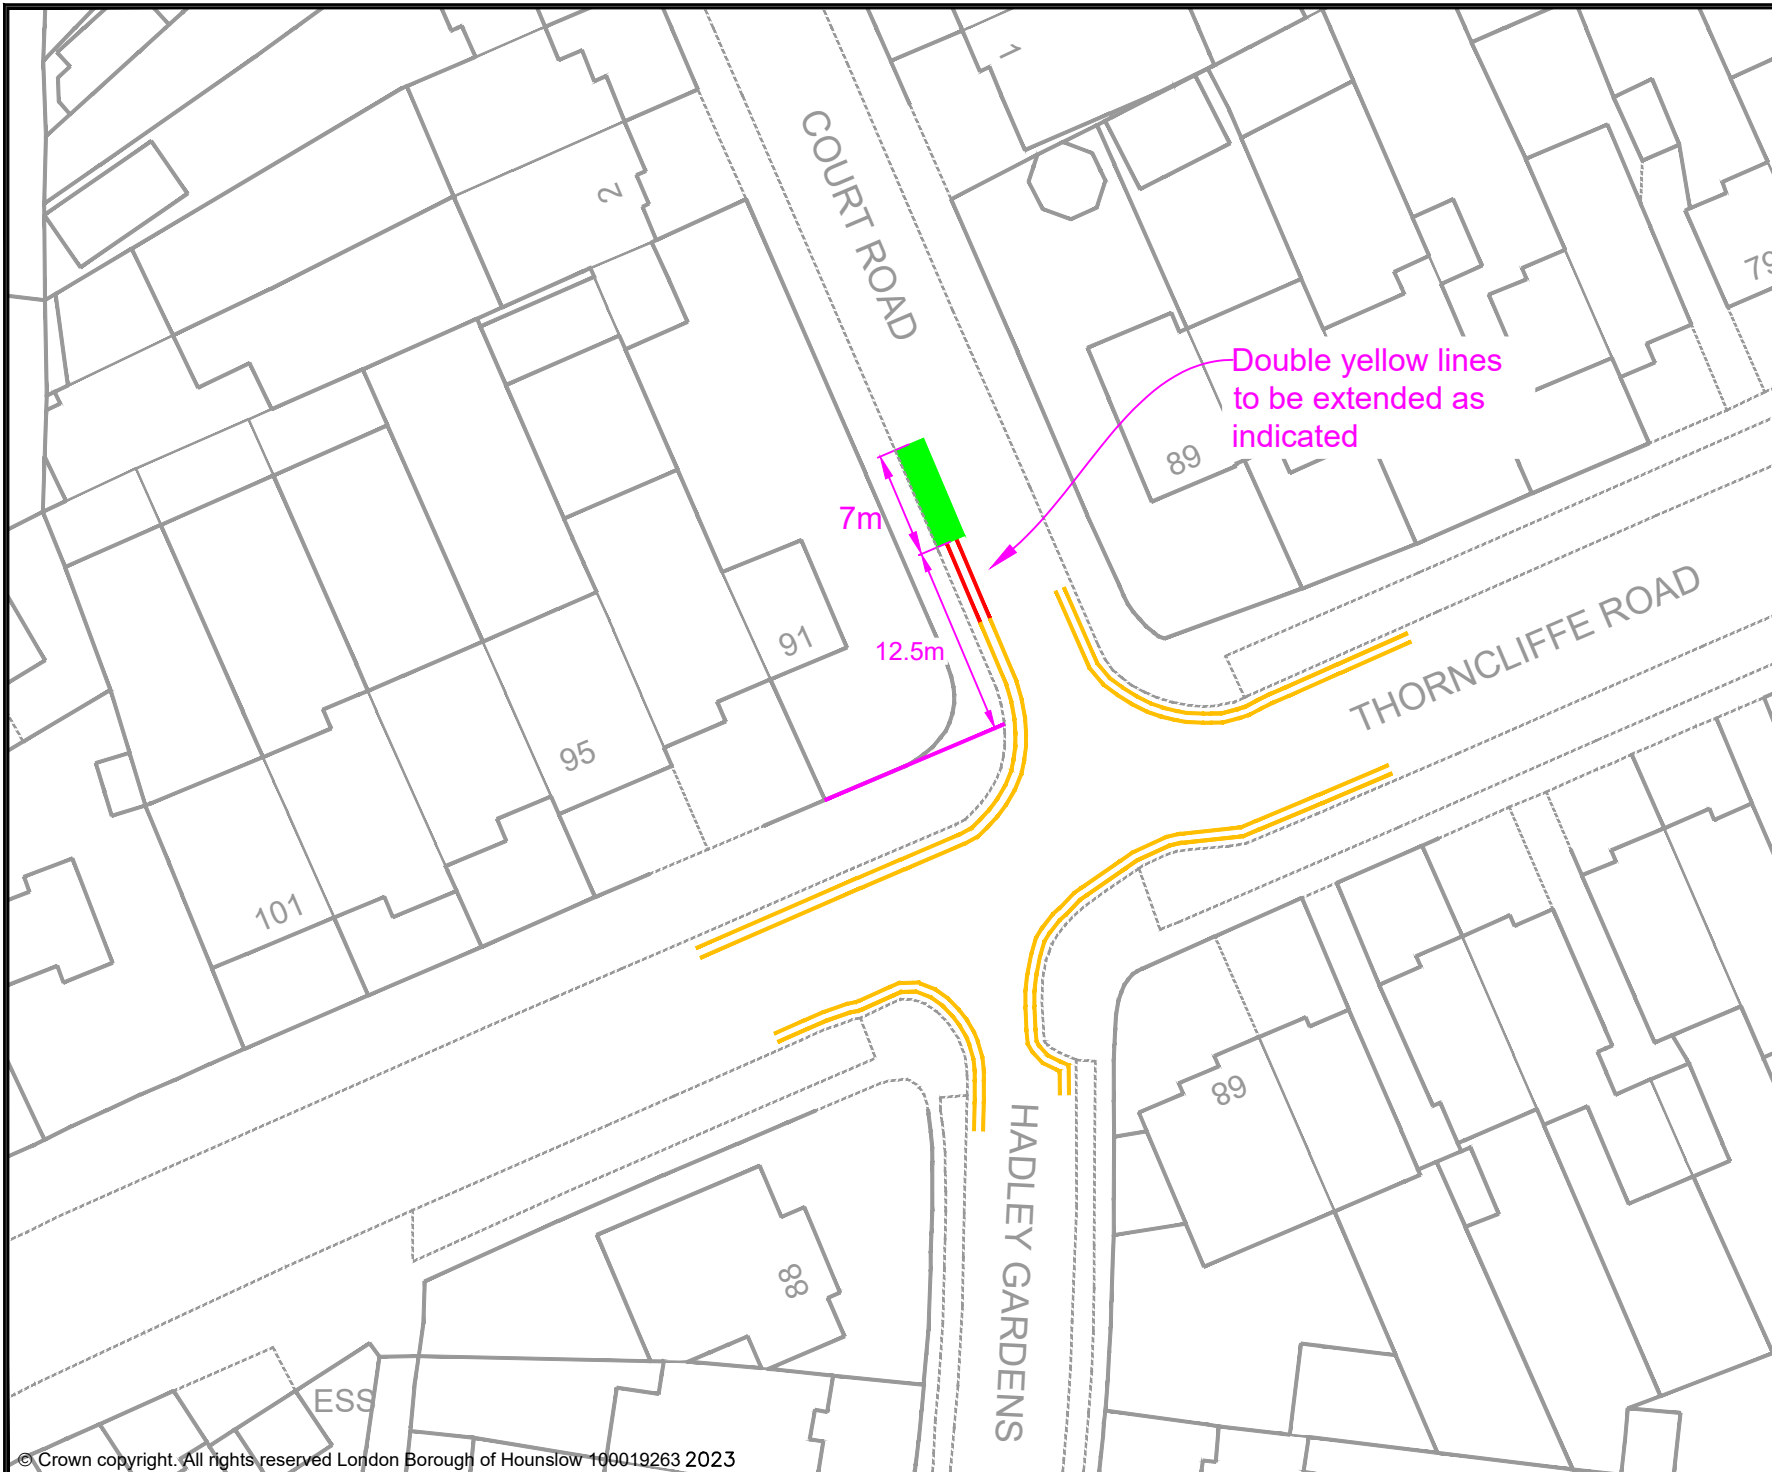 1
COURT ROAD
2
79
Double yellow lines
to be extended as
indicated
89
7m
12.5m
91
THORNCLIFFE ROAD
95
101
89
HADLEY GARDENS
88
ESS
© Crown copyright. All rights reserved London Borough of Hounslow 100019263 2023